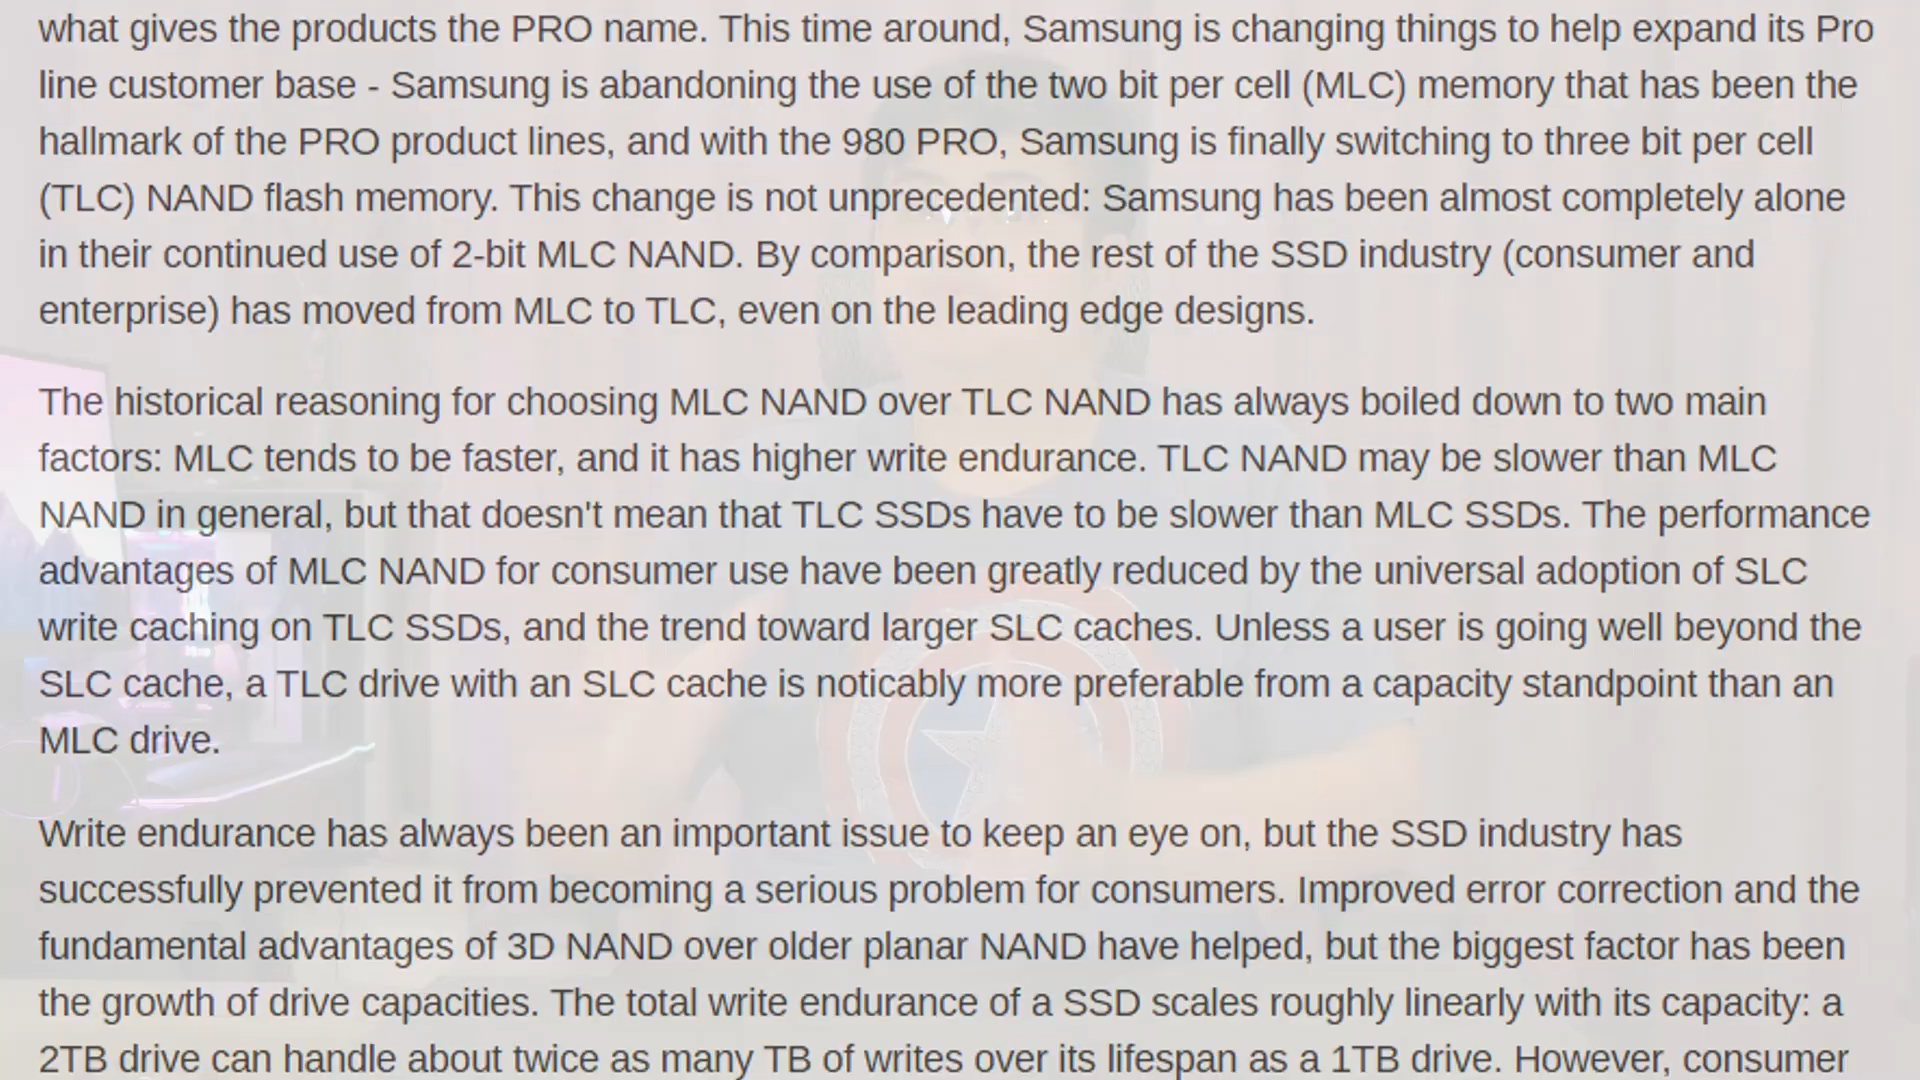 what gives the products the PRO name. This time around, Samsung is changing things to help expand its Pro
line customer base - Samsung is abandoning the use of the two bit per cell (MLC) memory that has been the
hallmark of the PRO product lines, and with the 980 PRO, Samsung is finally switching to three bit per cell
(TLC) NAND flash memory. This change is not unprecedented: Samsung has been almost completely alone
in their continued use of 2-bit MLC NAND. By comparison, the rest of the SSD industry (consumer and
enterprise) has moved from MLC to TLC, even on the leading edge designs.
The historical reasoning for choosing MLC NAND over TLC NAND has always boiled down to two main
factors: MLC tends to be faster, and it has higher write endurance. TLC NAND may be slower than MLC
NAND in general, but that doesn't mean that TLC SSDs have to be slower than MLC SSDs. The performance
advantages of MLC NAND for consumer use have been greatly reduced by the universal adoption of SLC
write caching on TLC SSDs, and the trend toward larger SLC caches. Unless a user is going well beyond the
SLC cache, a TLC drive with an SLC cache is noticably more preferable from a capacity standpoint than an
MLC drive.
Write endurance has always been an important issue to keep an eye on, but the SSD industry has
successfully prevented it from becoming a serious problem for consumers. Improved error correction and the
fundamental advantages of 3D NAND over older planar NAND have helped, but the biggest factor has been
the growth of drive capacities. The total write endurance of a SSD scales roughly linearly with its capacity: a
2TB drive can handle about twice as many TB of writes over its lifespan as a 1TB drive. However, consumer